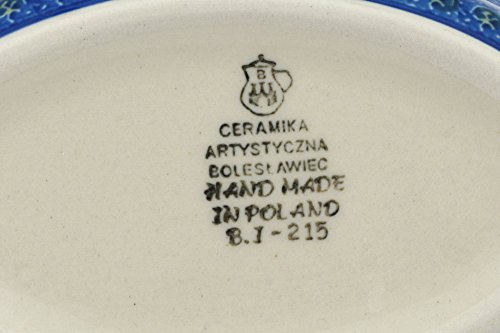 B
CERAMIKA
ARTYSTYCZNA
BOLESŁAWIEC
HAND MADE
IN POLAND
B.I-215